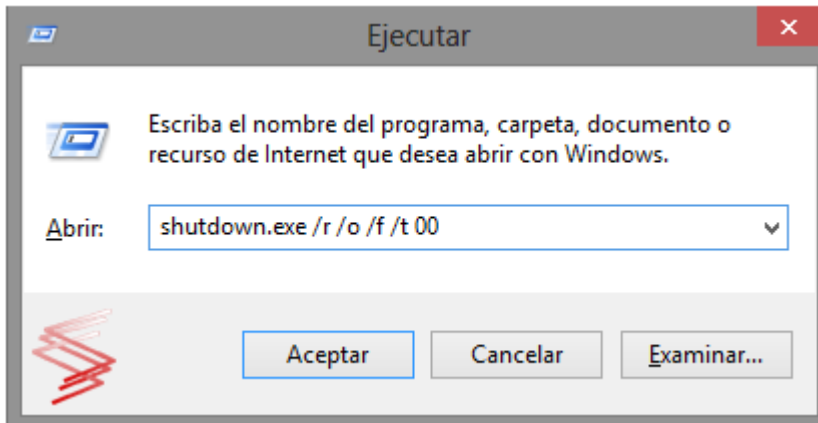 Ejecutar
Escriba el nombre del programa, carpeta, documento o
recurso de Internet que desea abrir con Windows.
Abrir: shutdown.exe /r /o /f /t 00
Aceptar Cancelar Examinar...